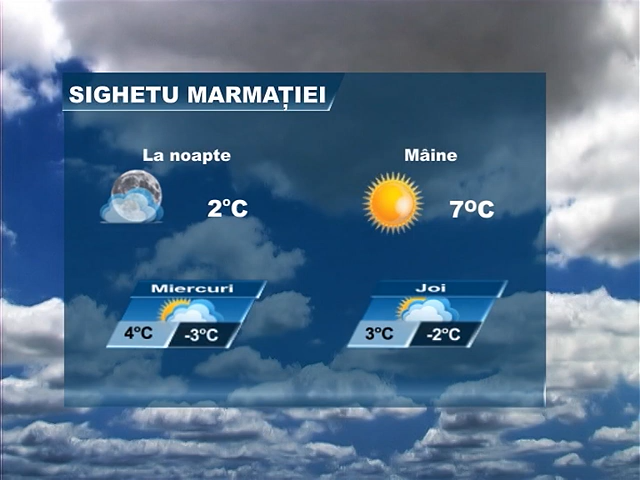 SIGHETU MARMAȚIEI
La noapte
Mâine
2°C
7ºC
Miercuri
Joi
4°C
-3°C
3°C
-2°C